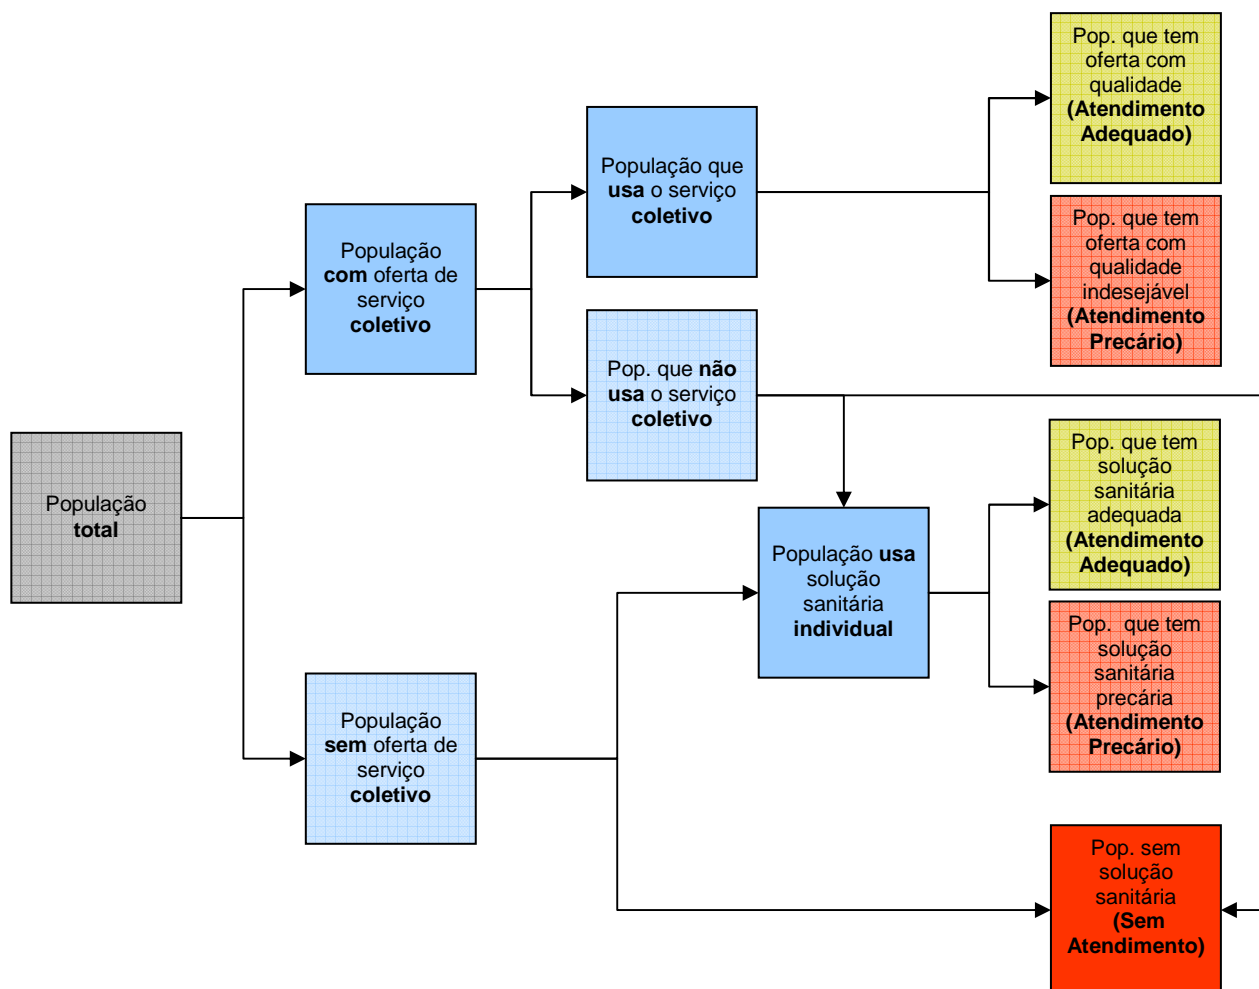 Pop. que tem
oferta com
qualidade
(Atendimento
Adequado)
População que
usa o serviço
coletivo
Pop. que tem
oferta com
qualidade
indesejável
(Atendimento
Precário)
População
com oferta de
serviço
coletivo
Pop. que não
usa o serviço
coletivo
Pop. que tem
solução
sanitária
adequada
(Atendimento
Adequado)
População
total
População usa
solução
sanitária
individual
Pop.  que tem
solução
sanitária
precária
(Atendimento
Precário)
População
sem oferta de
serviço
coletivo
Pop. sem
solução
sanitária
(Sem
Atendimento)